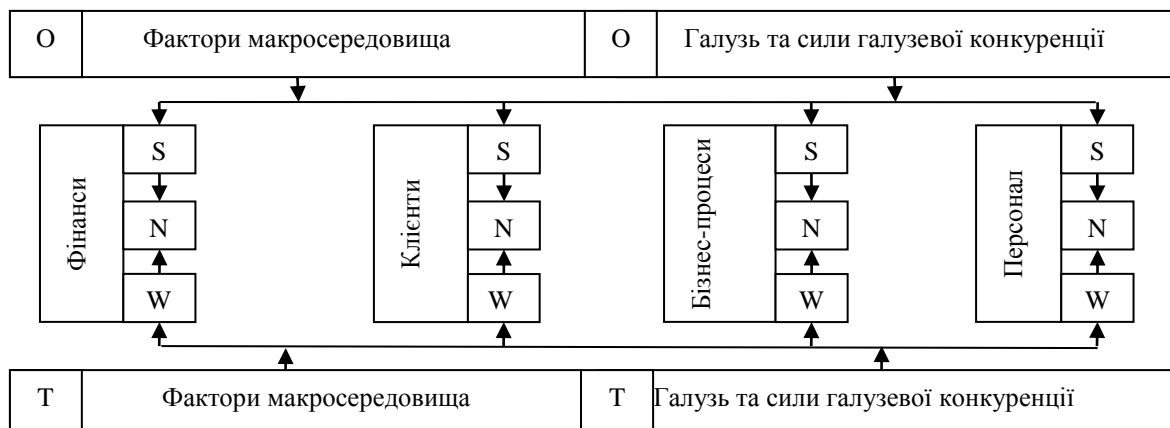 О Фактори макросередовища О Галузь та сили галузевої конкуренції
Фінанси S Клієнти S Бізнес-процеси S Персонал S
N N N N
W W W W
Т Фактори макросередовища Т Галузь та сили галузевої конкуренції